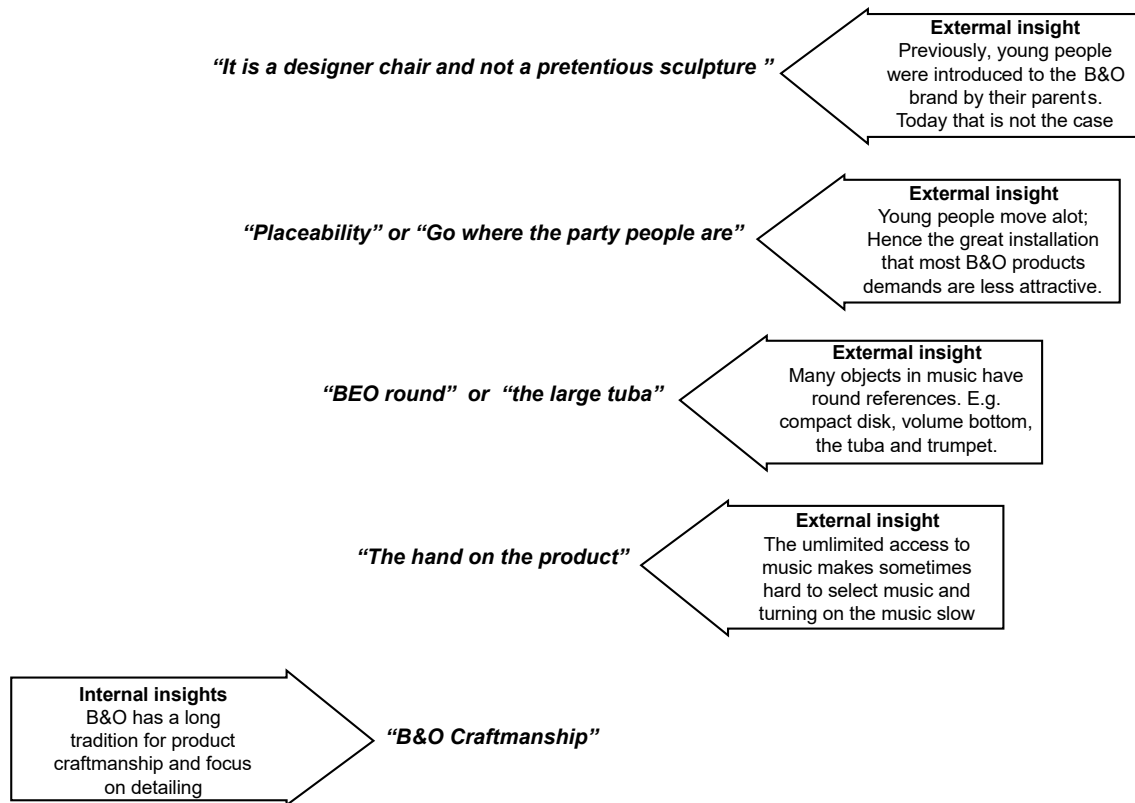 Extermal insight
Previously, young people
were introduced to the B&O
brand by their parents.
Today that is not the case
“It is a designer chair and not a pretentious sculpture ”
Extermal insight
Young people move alot;
Hence the great installation
that most B&O products
demands are less attractive.
“Placeability” or “Go where the party people are”
Extermal insight
Many objects in music have
round references. E.g.
compact disk, volume bottom,
the tuba and trumpet.
“BEO round” or “the large tuba”
External insight
The umlimited access to
music makes sometimes
hard to select music and
turning on the music slow
“The hand on the product”
Internal insights
B&O has a long
tradition for product
craftmanship and focus
on detailing
“B&O Craftmanship”